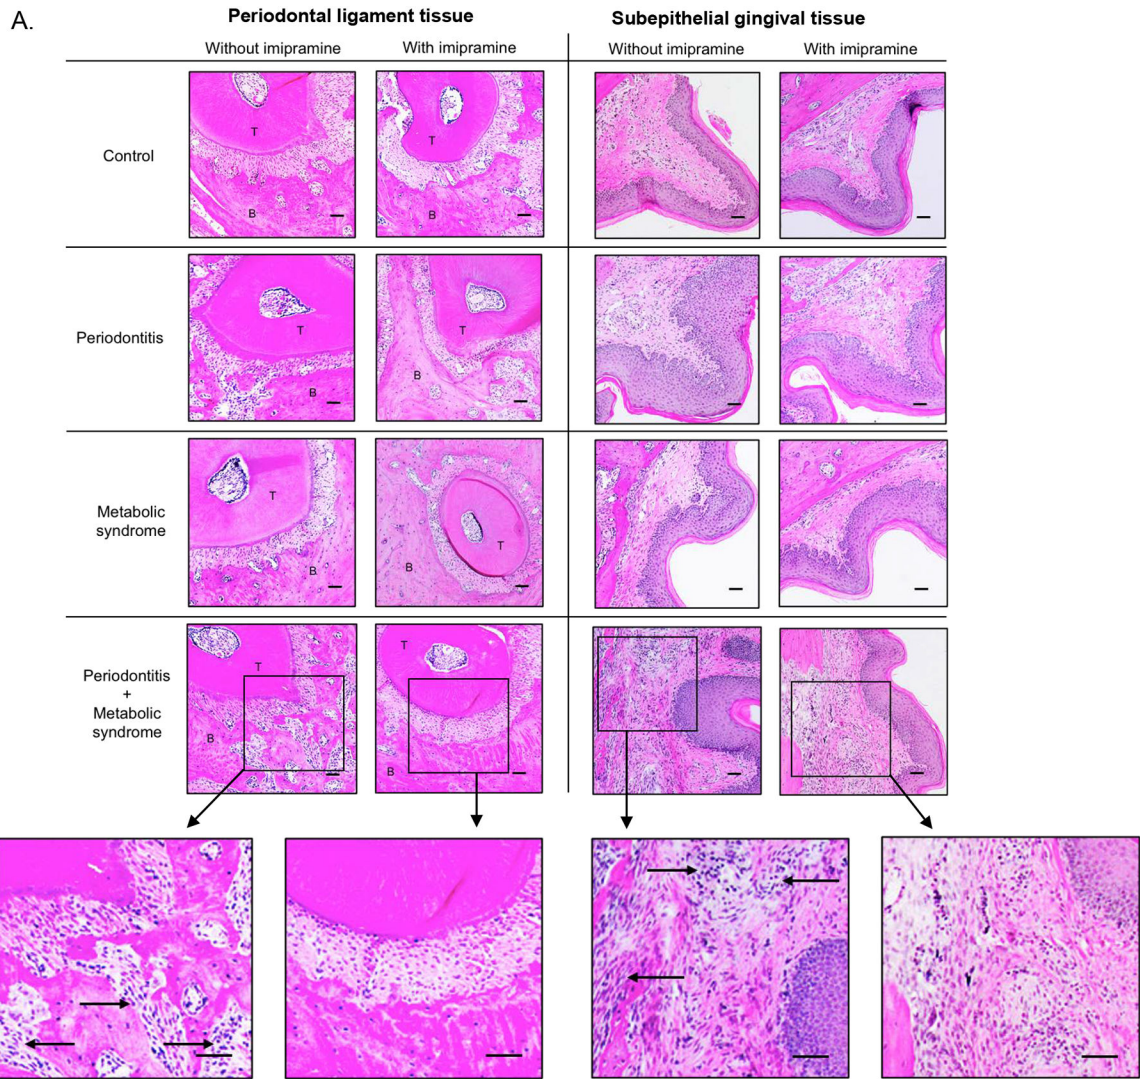 A.
Periodontal ligament tissue
Subepithelial gingival tissue
Without imipramine
With imipramine
Without imipramine
With imipramine
Control
T
B
T
B
Periodontitis
T
B
T
B
Metabolic
syndrome
T
B
T
B
Periodontitis
+
Metabolic
syndrome
T
B
T
B